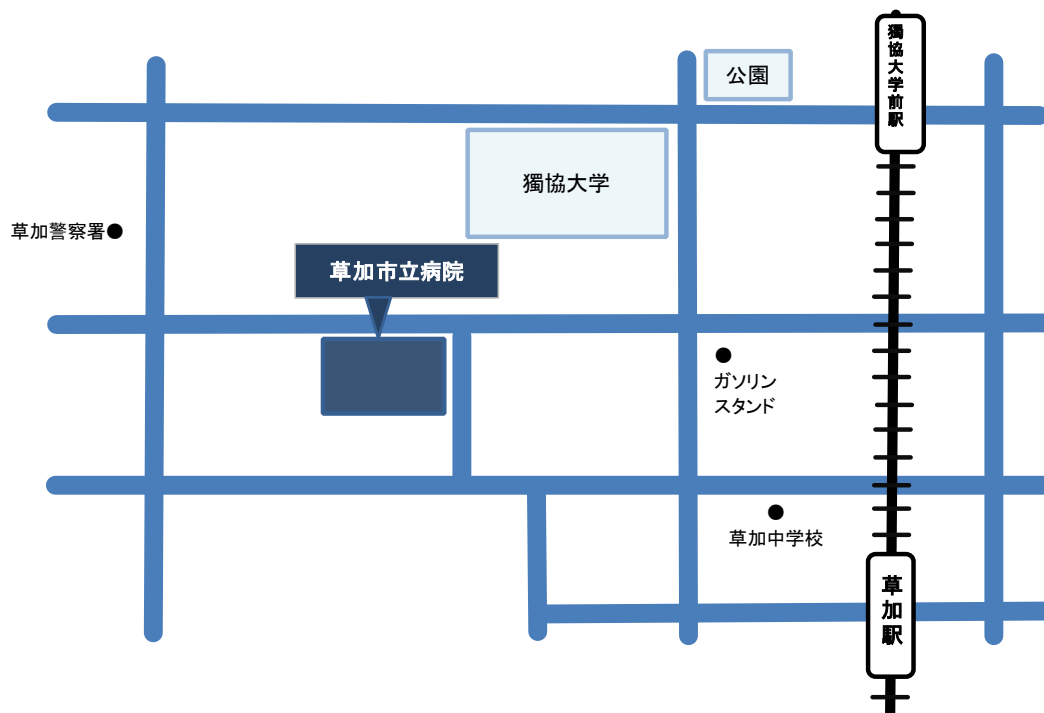 獨協大学前駅
公園
獨協大学
草加警察署●
草加市立病院
ガソリン
スタンド
草加中学校
草加駅